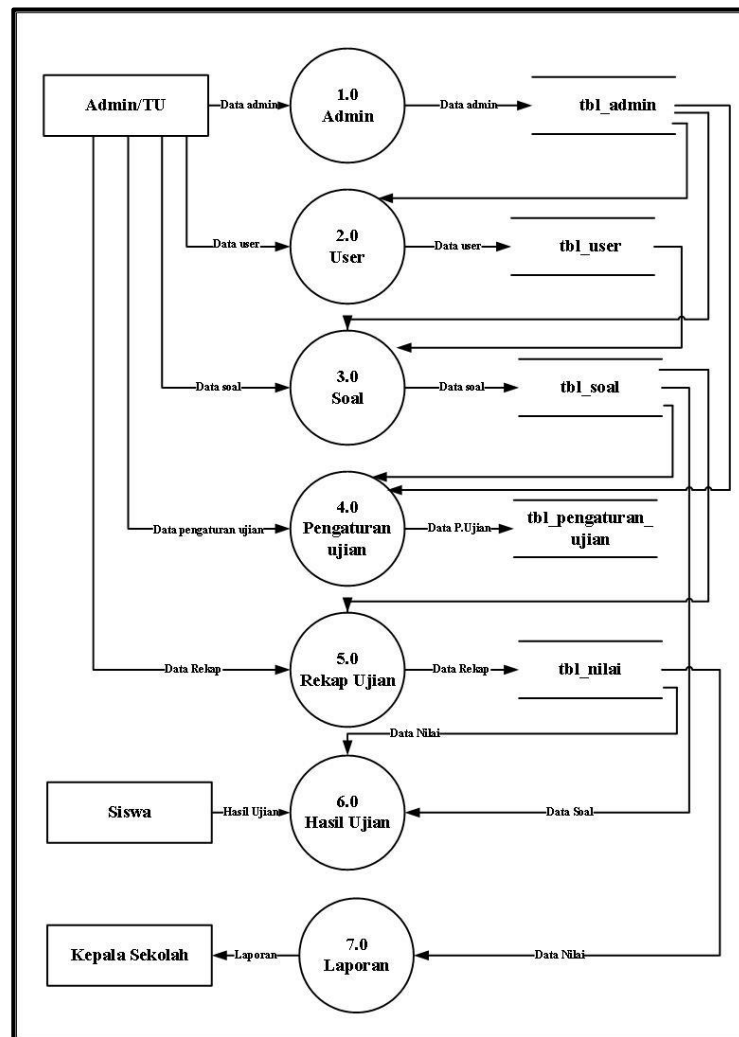 Admin/TU
Data admin
1.0
Admin
Data admin
tbl_admin
Data user
2.0
User
Data user
tbl_user
Data soal
3.0
Soal
Data soal
tbl_soal
Data pengaturan ujian
4.0
Pengaturan
ujian
Data P.Ujian
tbl_pengaturan_
ujian
Data Rekap
5.0
Rekap Ujian
Data Rekap
tbl_nilai
Data Nilai
Siswa
Hasil Ujian
6.0
Hasil Ujian
Data Soal
Kepala Sekolah
Laporan
7.0
Laporan
Data Nilai